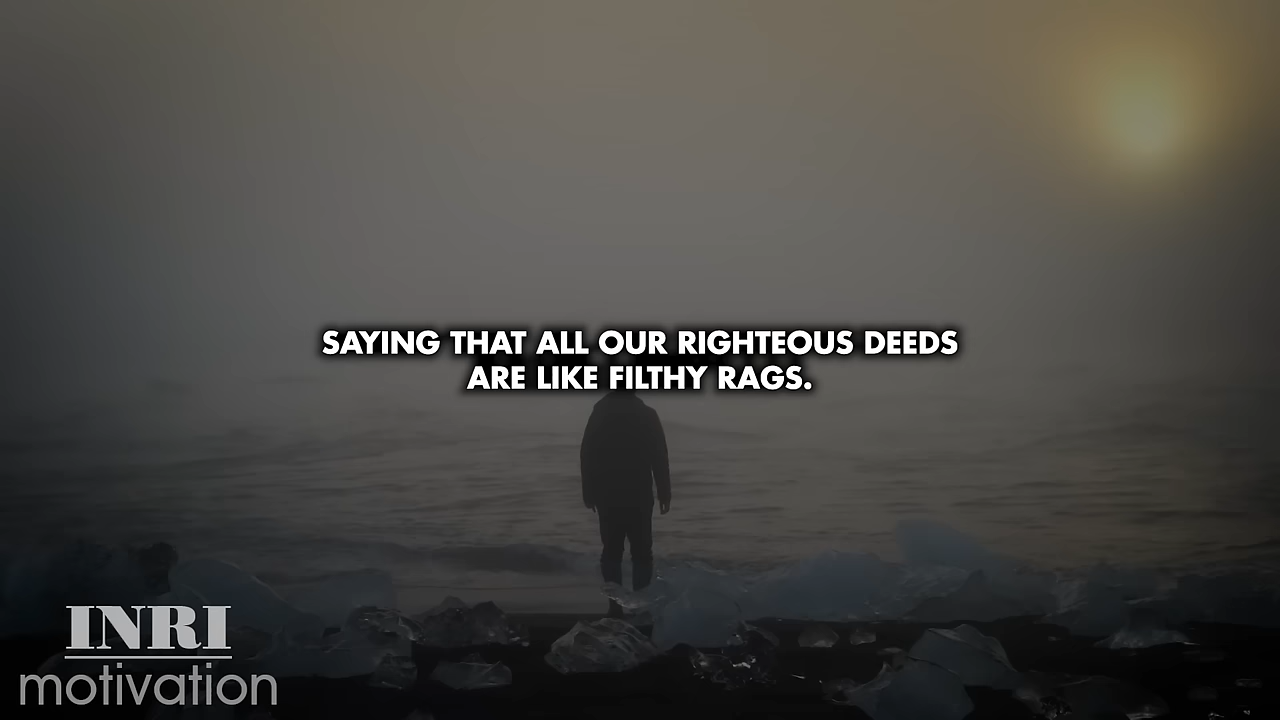 SAYING THAT ALL OUR RIGHTEOUS DEEDS
ARE LIKE FILTHY RAGS.
INRI
motivation